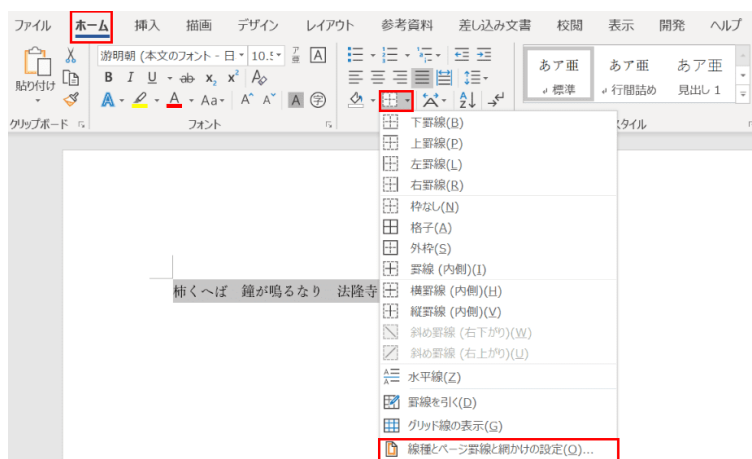 ファイル ホーム 挿入 描画 デザイン レイアウト 参考資料 差し込み文書 校閲 表示 開発 ヘルプ
游明朝 (本文のフォント - 日 10.5 ア亜 A
B I U ab x₂ x² A
A A Aa A A A 字
貼り付け
クリップボード
フォント
あア亜 あア亜 あア亜
標準 行間詰め 見出し 1
スタイル
下罫線(B)
上罫線(P)
左罫線(L)
右罫線(R)
枠なし(N)
格子(A)
外枠(S)
罫線 (内側)(I)
横罫線 (内側)(H)
縦罫線 (内側)(V)
斜め罫線 (右下がり)(W)
斜め罫線 (右上がり)(U)
水平線(Z)
罫線を引く(D)
グリッド線の表示(G)
線種とページ罫線と網かけの設定(O)...
柿くへば 鐘が鳴るなり 法隆寺